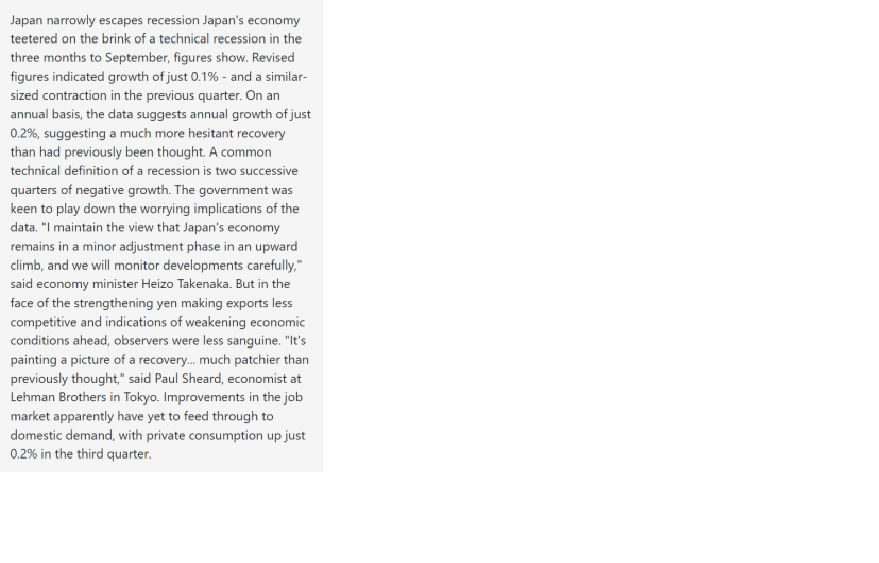 Japan narrowly escapes recession Japan's economy
teetered on the brink of a technical recession in the
three months to September, figures show. Revised
figures indicated growth of just 0.1% - and a similar-
sized contraction in the previous quarter. On an
annual basis, the data suggests annual growth of just
0.2%, suggesting a much more hesitant recovery
than had previously been thought. A common
technical definition of a recession is two successive
quarters of negative growth. The government was
keen to play down the worrying implications of the
data. "I maintain the view that Japan's economy
remains in a minor adjustment phase in an upward
climb, and we will monitor developments carefully,"
said economy minister Heizo Takenaka. But in the
face of the strengthening yen making exports less
competitive and indications of weakening economic
conditions ahead, observers were less sanguine. "It's
painting a picture of a recovery... much patchier than
previously thought," said Paul Sheard, economist at
Lehman Brothers in Tokyo. Improvements in the job
market apparently have yet to feed through to
domestic demand, with private consumption up just
0.2% in the third quarter.